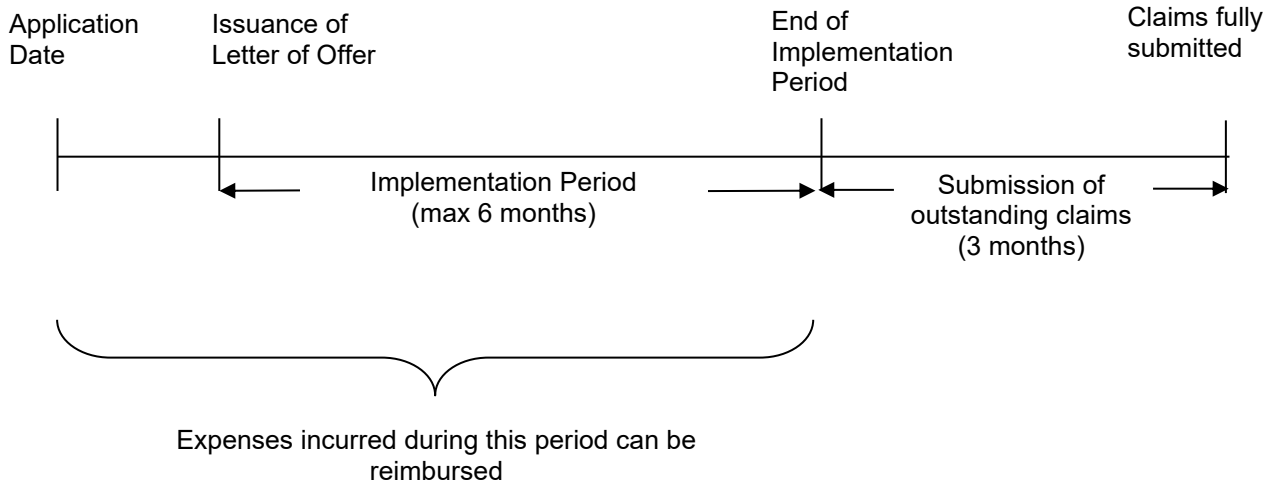 Application
Date
Issuance of
Letter of Offer
End of
Implementation
Period
Claims fully
submitted
Implementation Period
(max 6 months)
Submission of
outstanding claims
(3 months)
Expenses incurred during this period can be
reimbursed